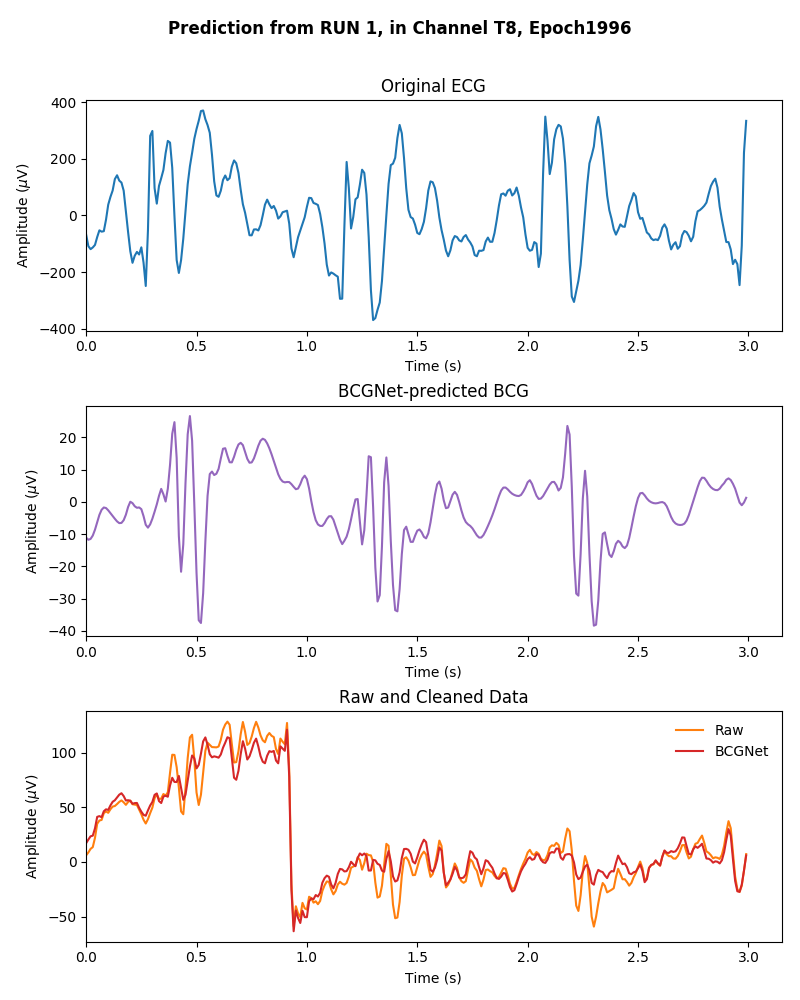 Prediction from RUN 1, in Channel T8, Epoch1996
Original ECG
Amplitude (μV)
400
200
0
−200
−400
0.0 0.5 1.0 1.5 2.0 2.5 3.0
Time (s)
BCGNet-predicted BCG
Amplitude (μV)
20
10
0
−10
−20
−30
−40
0.0 0.5 1.0 1.5 2.0 2.5 3.0
Time (s)
Raw and Cleaned Data
Amplitude (μV)
100
50
0
−50
Raw
BCGNet
0.0 0.5 1.0 1.5 2.0 2.5 3.0
Time (s)